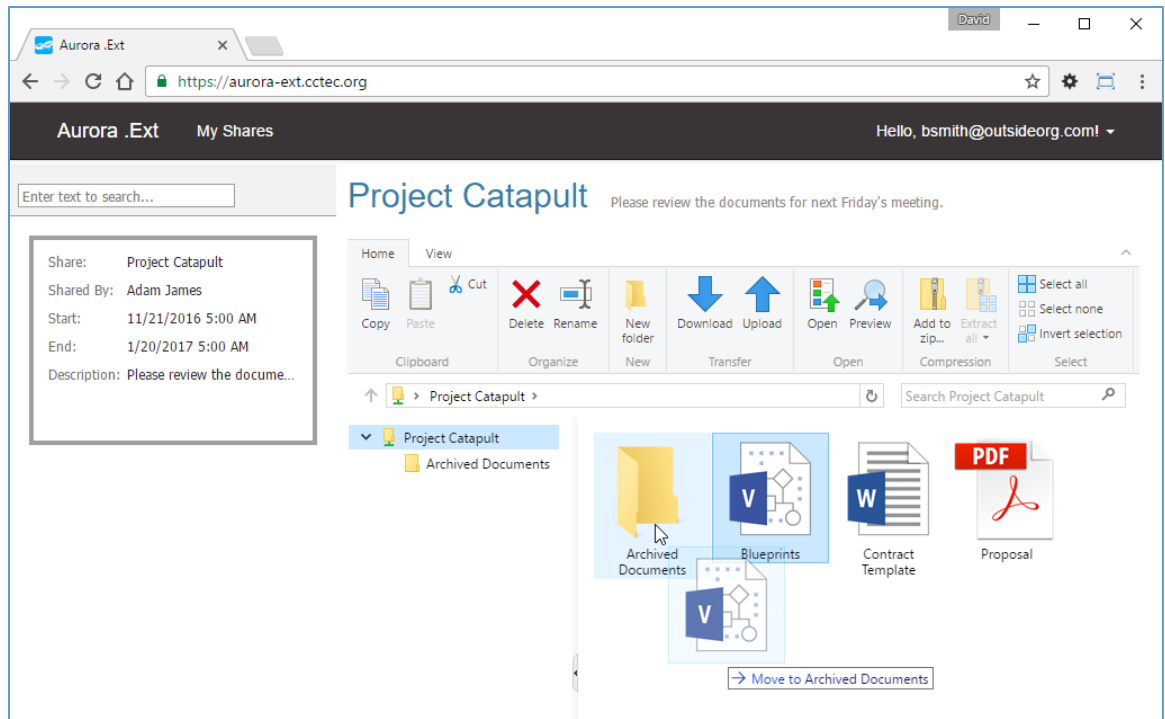 David
Aurora .Ext
https://aurora-ext.cctec.org
Aurora .Ext My Shares Hello, bsmith@outsideorg.com!
Enter text to search...
Project Catapult Please review the documents for next Friday's meeting.
Share: Project Catapult
Shared By: Adam James
Start: 11/21/2016 5:00 AM
End: 1/20/2017 5:00 AM
Description: Please review the docume...
Home View
Copy Paste Cut
Delete Rename
New
folder
Download Upload
Open Preview
Add to
zip...
Extract
all
Select all
Select none
Invert selection
Clipboard Organize New Transfer Open Compression Select
Project Catapult
Search Project Catapult
Project Catapult
Archived Documents
PDF
V
W
Archived
Documents
Blueprints
Contract
Template
Proposal
V
Move to Archived Documents